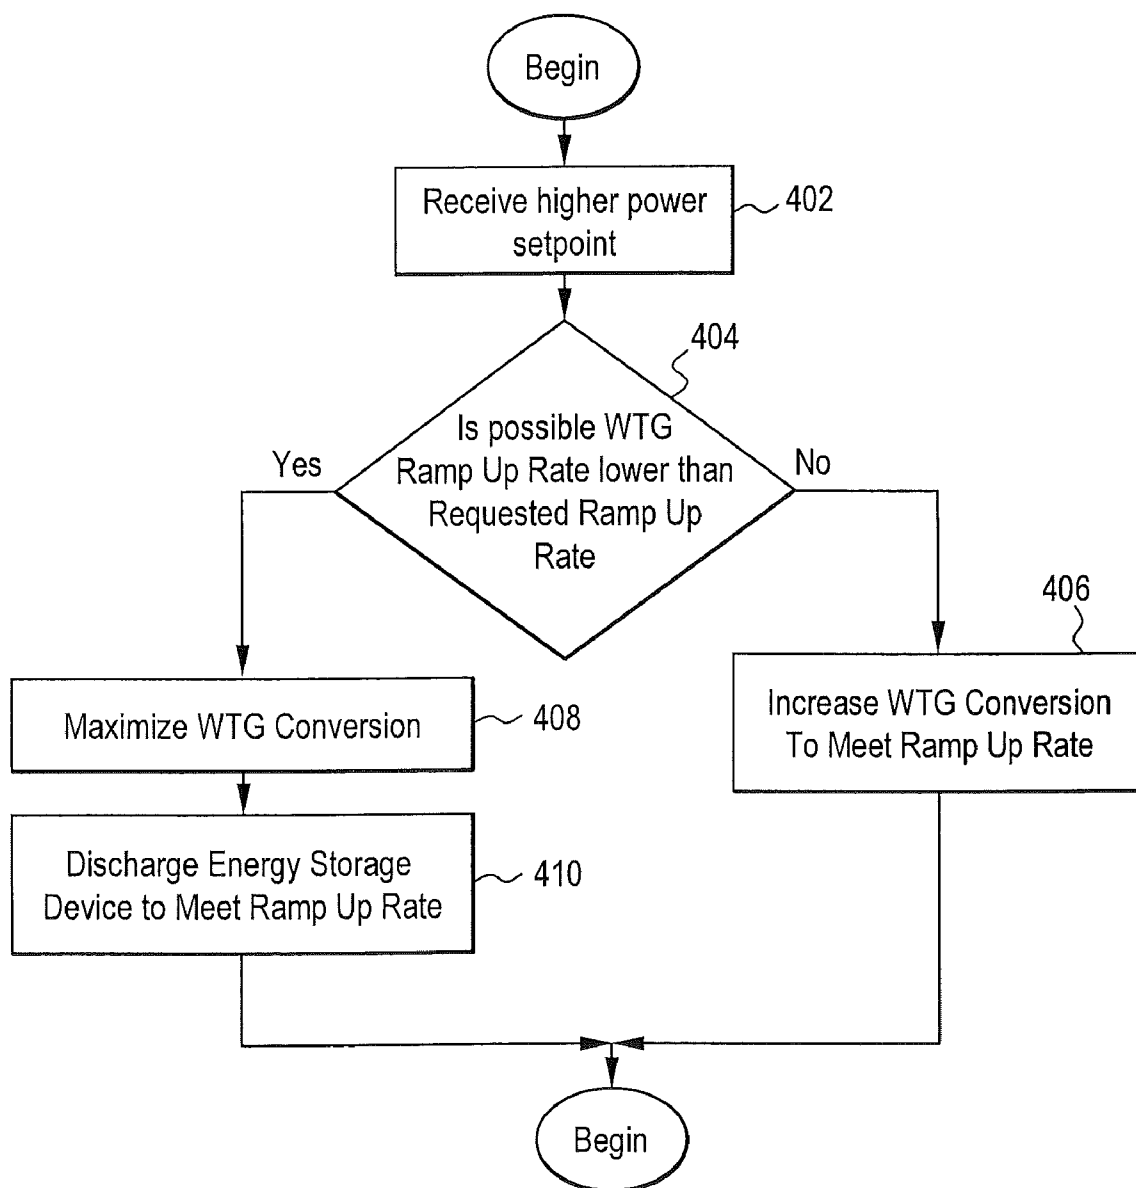 Begin
Receive higher power
setpoint
402
404
Is possible WTG
Ramp Up Rate lower than
Requested Ramp Up
Rate
Yes
No
406
Increase WTG Conversion
To Meet Ramp Up Rate
Maximize WTG Conversion
408
Discharge Energy Storage
Device to Meet Ramp Up Rate
410
Begin